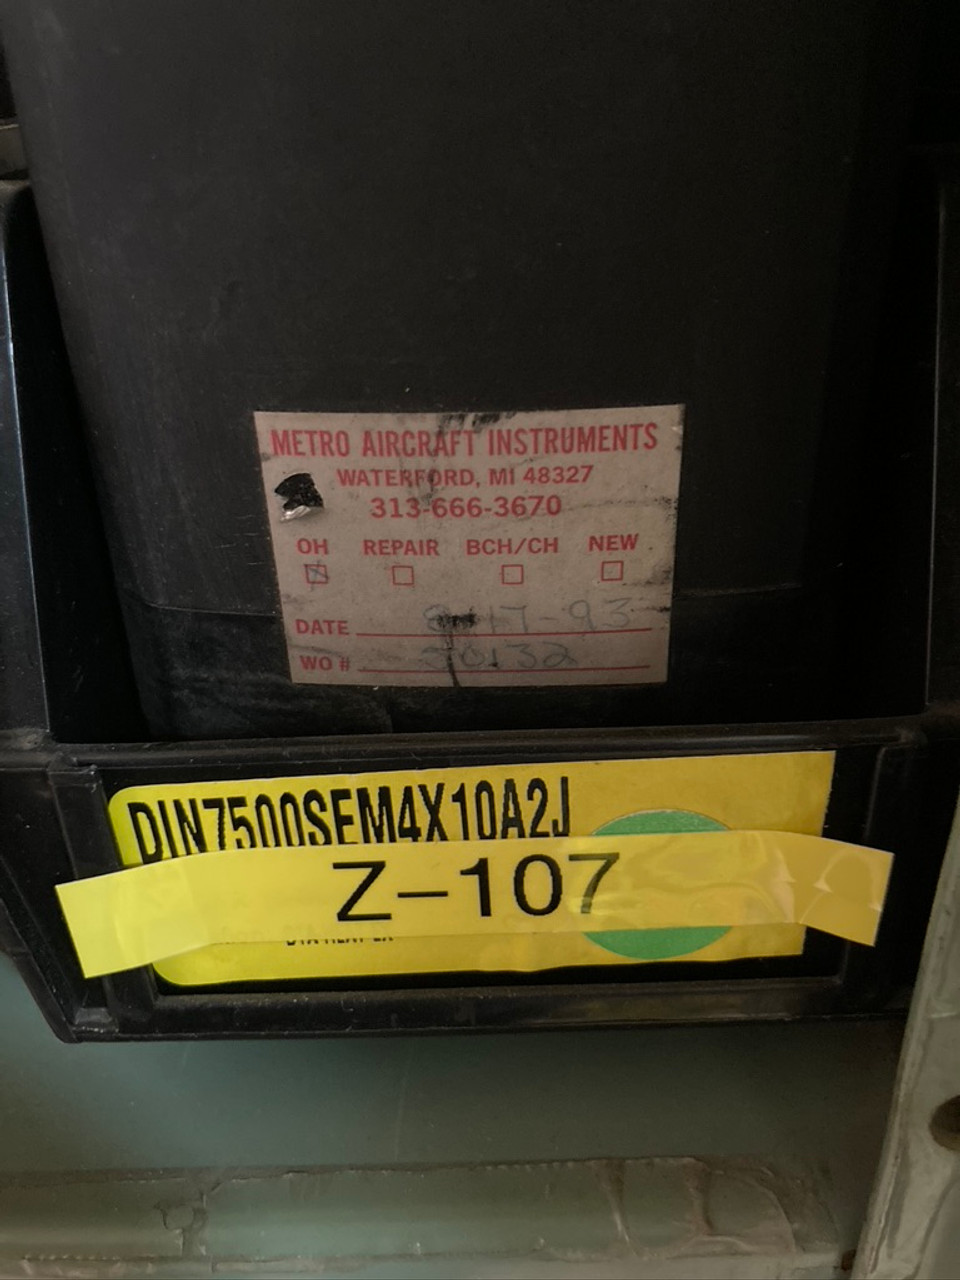 METRO AIRCRAFT INSTRUMENTS
WATERFORD, MI 48327
313-666-3670
OH REPAIR BCH/CH NEW
DATE 8-17-93
WO #
DIN7500SEM4X10A2J
Z-107